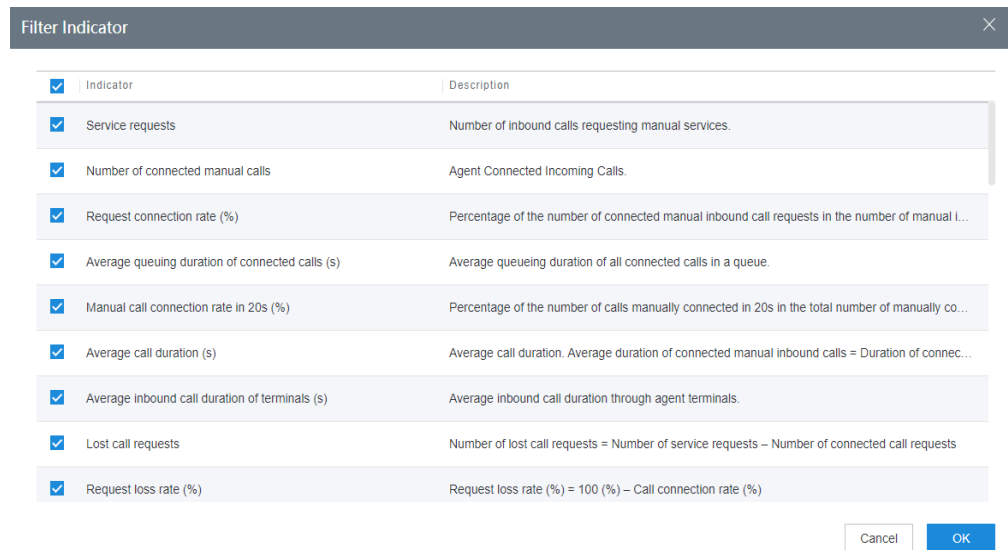 Filter Indicator
Indicator Description
Service requests Number of inbound calls requesting manual services.
Number of connected manual calls Agent Connected Incoming Calls.
Request connection rate (%) Percentage of the number of connected manual inbound call requests in the number of manual i...
Average queuing duration of connected calls (s) Average queueing duration of all connected calls in a queue.
Manual call connection rate in 20s (%) Percentage of the number of calls manually connected in 20s in the total number of manually co...
Average call duration (s) Average call duration. Average duration of connected manual inbound calls = Duration of connec...
Average inbound call duration of terminals (s) Average inbound call duration through agent terminals.
Lost call requests Number of lost call requests = Number of service requests – Number of connected call requests
Request loss rate (%) Request loss rate (%) = 100 (%) – Call connection rate (%)
Cancel OK